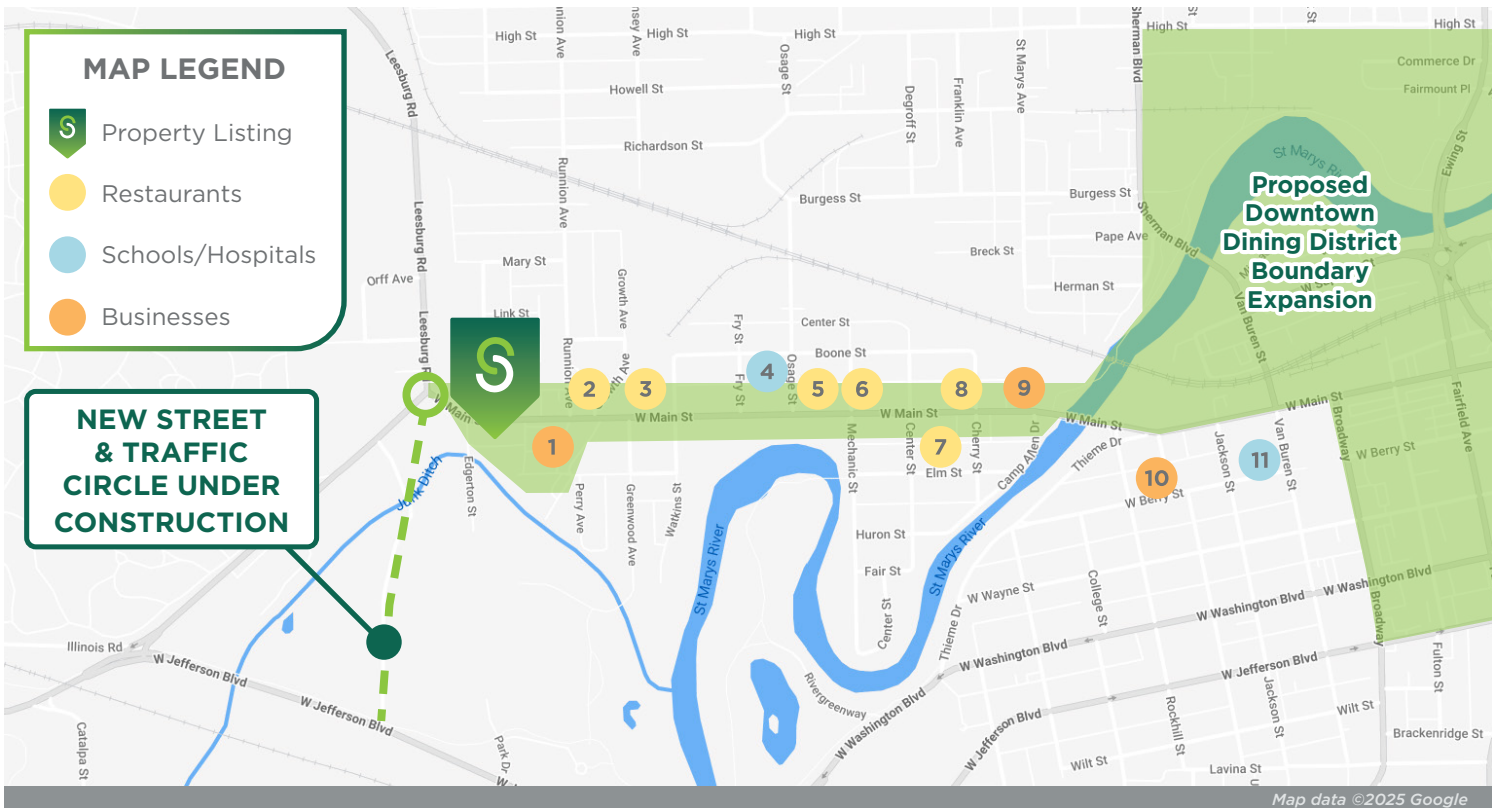 MAP LEGEND
Property Listing
Restaurants
Schools/Hospitals
Businesses
NEW STREET
& TRAFFIC
CIRCLE UNDER
CONSTRUCTION
Proposed
Downtown
Dining District
Boundary
Expansion
High St
High St
High St
High St
High St
Leesburg Rd
Osage St
St Marys Ave
Sherman Blvd
Commerce Dr
Fairmount Pl
Howell St
Degroff St
Franklin Ave
Richardson St
Runnion Ave
Burgess St
Burgess St
Ewing St
St Marys
Leesburg Rd
Breck St
Pape Ave
Sherman Blvd
Orff Ave
Mary St
Growth Ave
Herman St
Link St
Fry St
Center St
Van Buren St
Leesburg Rd
Boone St
Osage St
Fry St
2
3
4
5
6
8
9
W Main St
W Main St
W Main St
W Main St
Fairfield Ave
1
7
10
11
Mechanic St
Center St
Cherry St
Elm St
Camp Allen Dr
Thieme Dr
Jackson St
Van Buren St
Broadway
W Berry St
W Berry St
Junk Ditch
Edgerton St
Perry Ave
Greenwood Ave
Watkins St
Huron St
Fair St
St Marys River
St Marys River
Center St
Thieme Dr
W Wayne St
College St
W Washington Blvd
W Washington Blvd
W Washington Blvd
W Washington Blvd
Broadway
Illinois Rd
W Jefferson Blvd
W Jefferson Blvd
W Jefferson Blvd
W Jefferson Blvd
Fulton St
Rivergreenway
Rockhill St
Jackson St
Wilt St
Wilt St
Brackenridge St
Lavina St
Catalpa St
Park Dr
Map data ©2025 Google